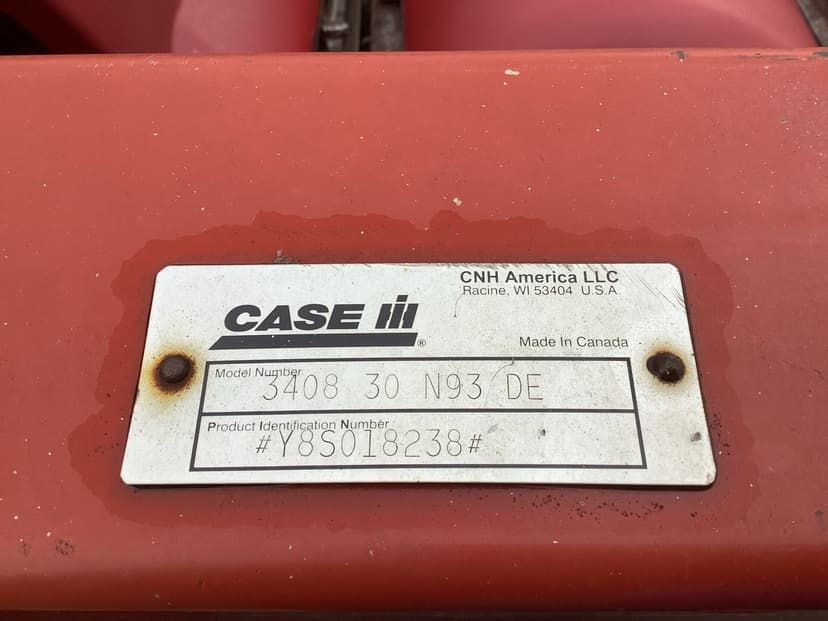 CNH America LLC
Racine, WI 53404 U.S.A.
CASE IH®
Made In Canada
Model Number
3408 30 N93 DE
Product Identification Number
#Y8S018238#